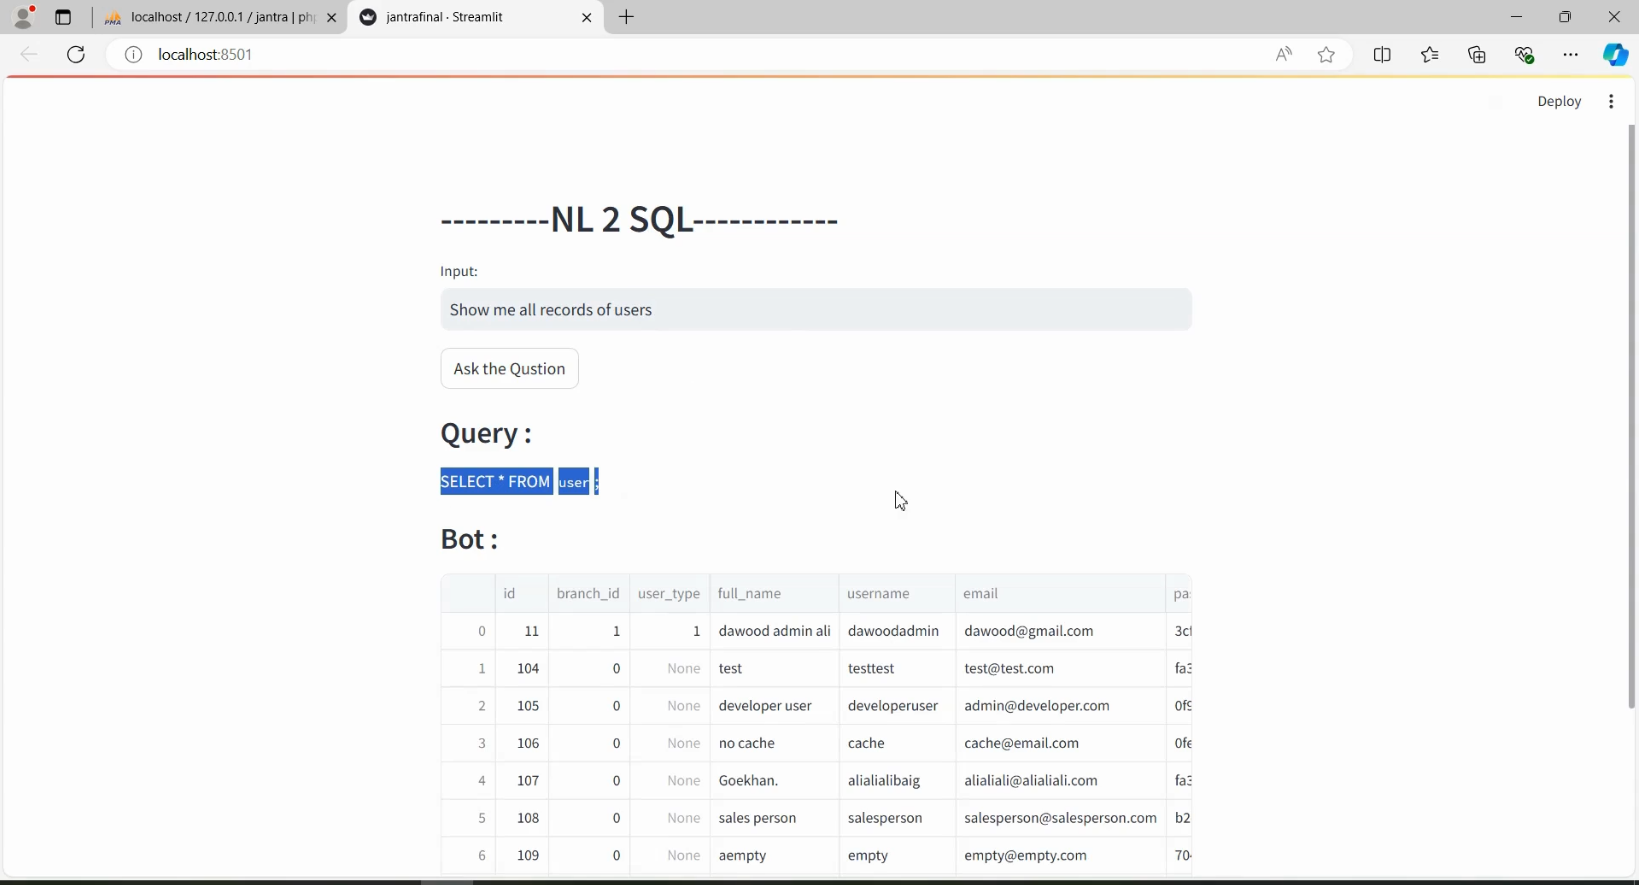 localhost / 127.0.0.1 / jantra | ph
jantrafinal · Streamlit
localhost:8501
Deploy
---------NL 2 SQL------------
Input:
Show me all records of users
Ask the Qustion
Query :
SELECT * FROM user ;
Bot :
id branch_id user_type full_name username email pa
0 11 1 1 dawood admin ali dawoodadmin dawood@gmail.com 3cf
1 104 0 None test testtest test@test.com fa3
2 105 0 None developer user developeruser admin@developer.com 0f9
3 106 0 None no cache cache cache@email.com 0fe
4 107 0 None Goekhan. alialialibaig alialiali@alialiali.com fa3
5 108 0 None sales person salesperson salesperson@salesperson.com b2
6 109 0 None aempty empty empty@empty.com 70